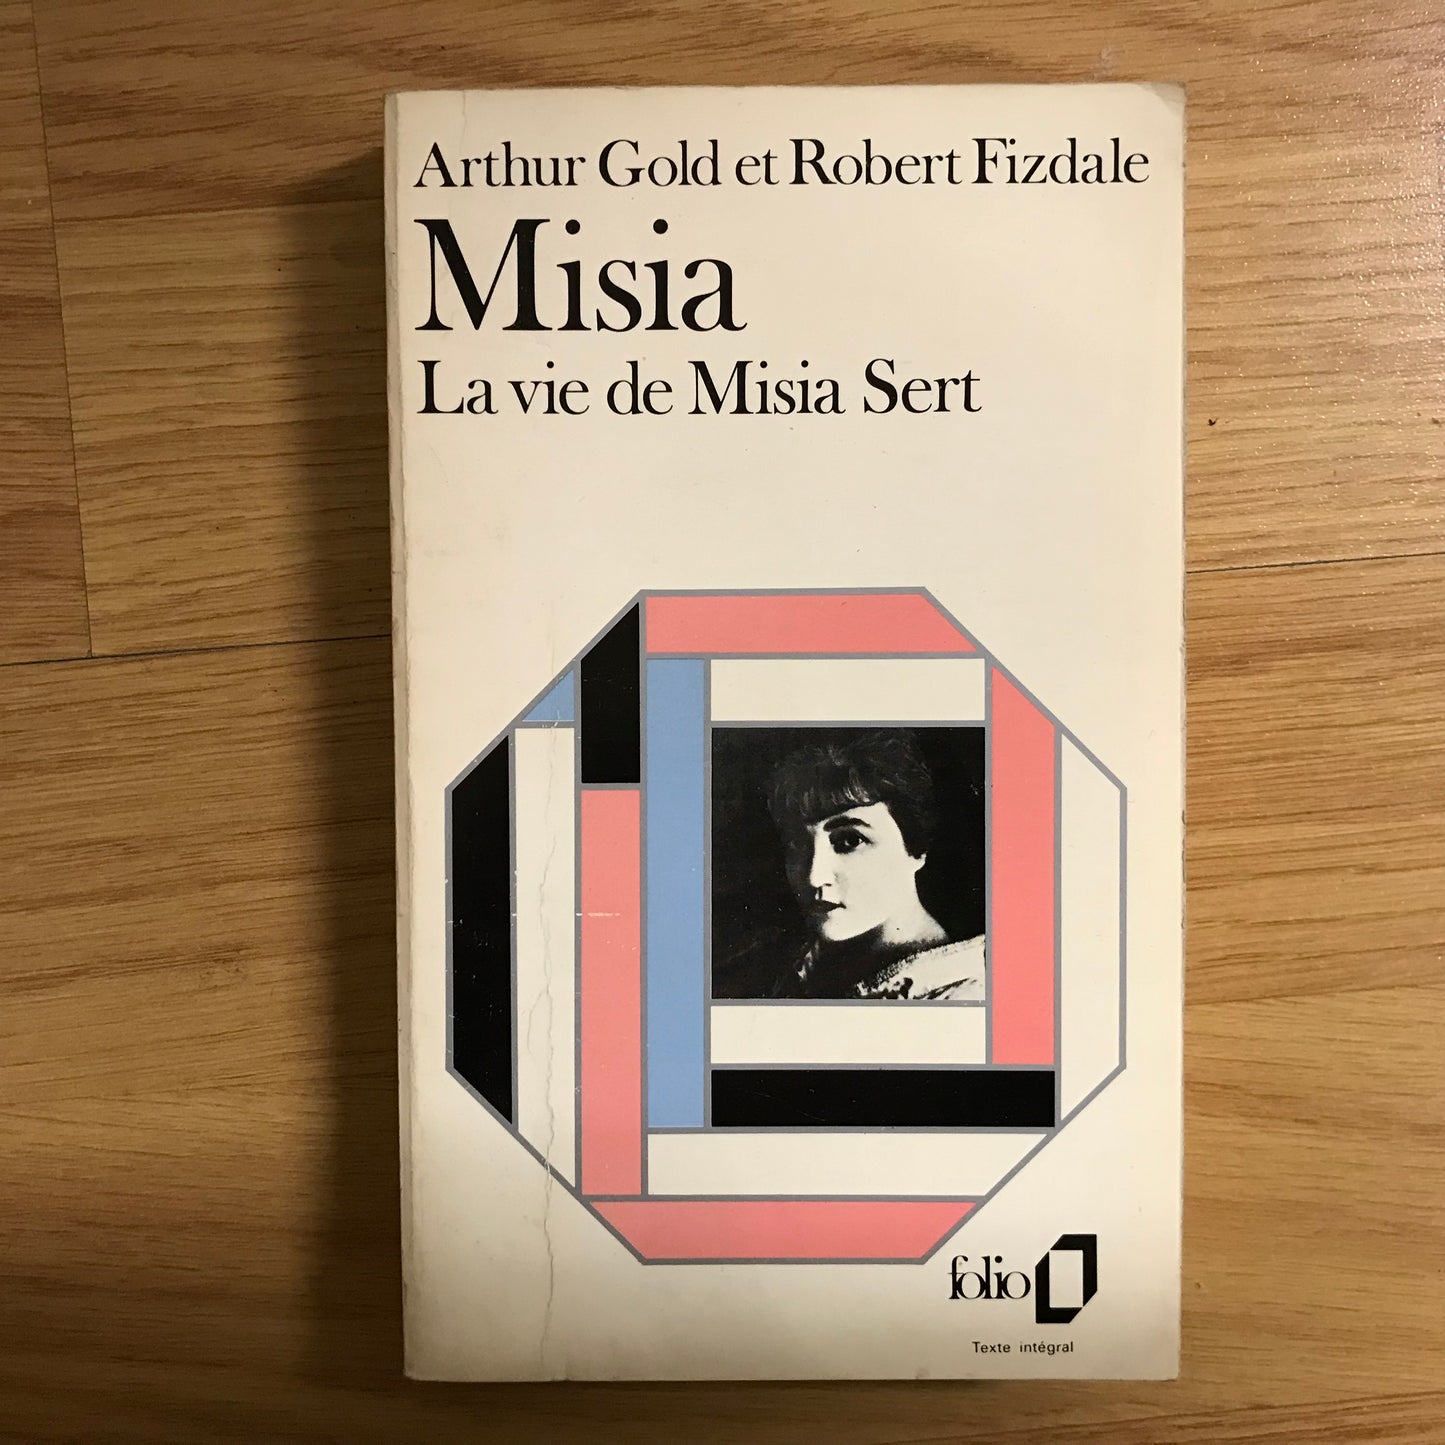 Arthur Gold et Robert Fizdale
Misia
La vie de Misia Sert
folio
Texte intégral